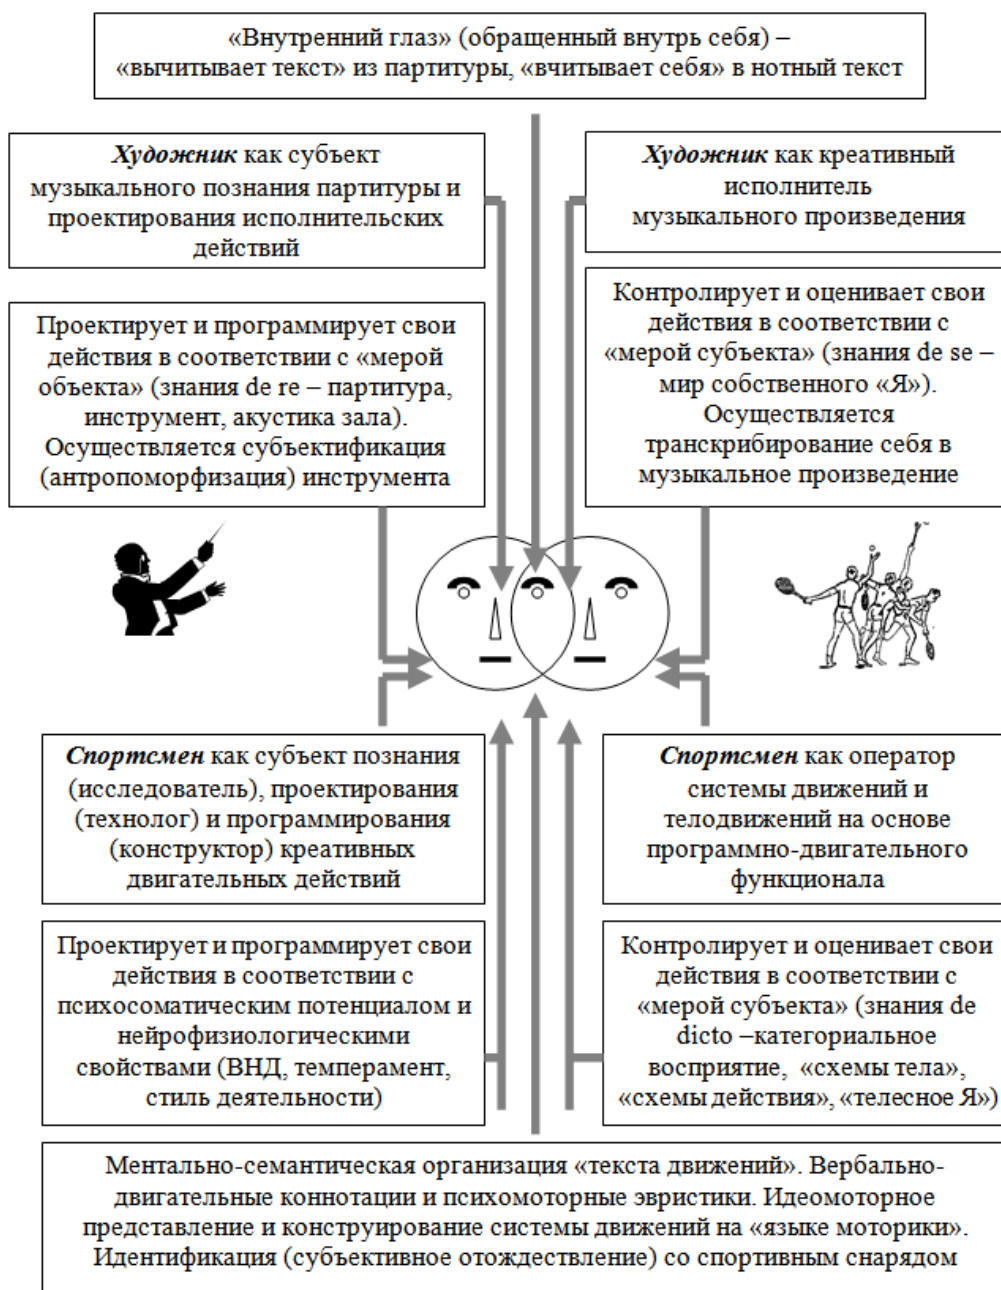 «Внутренний глаз» (обращенный внутрь себя) –
«вычитывает текст» из партитуры, «вчитывает себя» в нотный текст
Художник как субъект
музыкального познания партитуры и
проектирования исполнительских
действий
Художник как креативный
исполнитель
музыкального произведения
Проектирует и программирует свои
действия в соответствии с «мерой
объекта» (знания de re – партитура,
инструмент, акустика зала).
Осуществляется субъектификация
(антропоморфизация) инструмента
Контролирует и оценивает свои
действия в соответствии с
«мерой субъекта» (знания de se –
мир собственного «Я»).
Осуществляется
транскрибирование себя в
музыкальное произведение
Спортсмен как субъект познания
(исследователь), проектирования
(технолог) и программирования
(конструктор) креативных
двигательных действий
Спортсмен как оператор
системы движений и
телодвижений на основе
программно-двигательного
функционала
Проектирует и программирует свои
действия в соответствии с
психосоматическим потенциалом и
нейрофизиологическими
свойствами (ВНД, темперамент,
стиль деятельности)
Контролирует и оценивает свои
действия в соответствии с
«мерой субъекта» (знания de
dicto –категориальное
восприятие, «схемы тела»,
«схемы действия», «телесное Я»)
Ментально-семантическая организация «текста движений». Вербально-
двигательные коннотации и психомоторные эвристики. Идеомоторное
представление и конструирование системы движений на «языке моторики».
Идентификация (субъективное отождествление) со спортивным снарядом